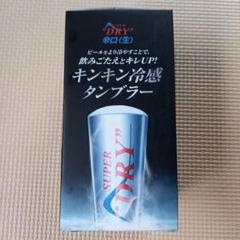 SUPER
"DRY"
辛口〈生〉
ビールをより冷やすことで、
飲みごたえとキレUP!
キンキン冷感
タンブラー
SUPER
"DRY"